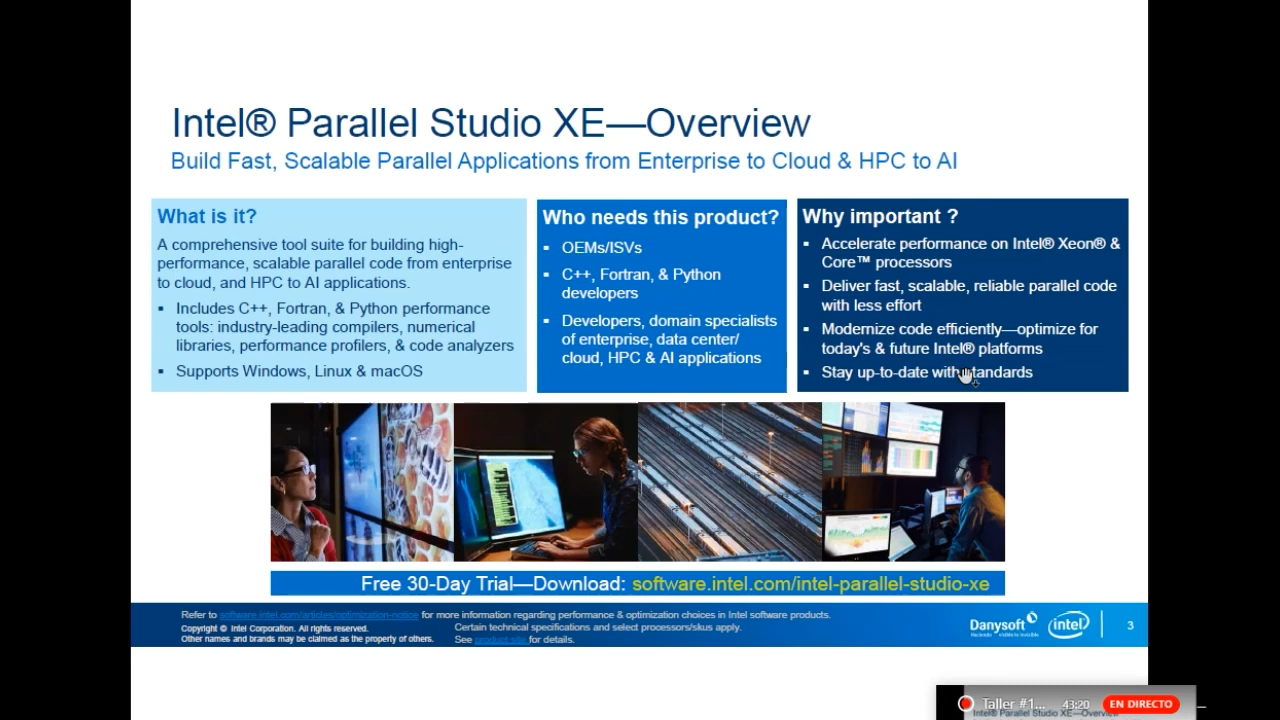 Intel® Parallel Studio XE—Overview
Build Fast, Scalable Parallel Applications from Enterprise to Cloud & HPC to AI
What is it?
A comprehensive tool suite for building high-
performance, scalable parallel code from enterprise
to cloud, and HPC to AI applications.
▪ Includes C++, Fortran, & Python performance
tools: industry-leading compilers, numerical
libraries, performance profilers, & code analyzers
▪ Supports Windows, Linux & macOS
Who needs this product?
▪ OEMs/ISVs
▪ C++, Fortran, & Python
developers
▪ Developers, domain specialists
of enterprise, data center/
cloud, HPC & AI applications
Why important ?
▪ Accelerate performance on Intel® Xeon® &
Core™ processors
▪ Deliver fast, scalable, reliable parallel code
with less effort
▪ Modernize code efficiently—optimize for
today's & future Intel® platforms
▪ Stay up-to-date with standards
Free 30-Day Trial—Download: software.intel.com/intel-parallel-studio-xe
Refer to software.intel.com/articles/optimization-notice for more information regarding performance & optimization choices in Intel software products.
Copyright © Intel Corporation. All rights reserved.
Other names and brands may be claimed as the property of others.
Certain technical specifications and select processors/skus apply.
See product site for details.
Danysoft
Haciendo visible lo invisible
intel
3
Taller #1... 43:20 EN DIRECTO
Intel® Parallel Studio XE—Overview